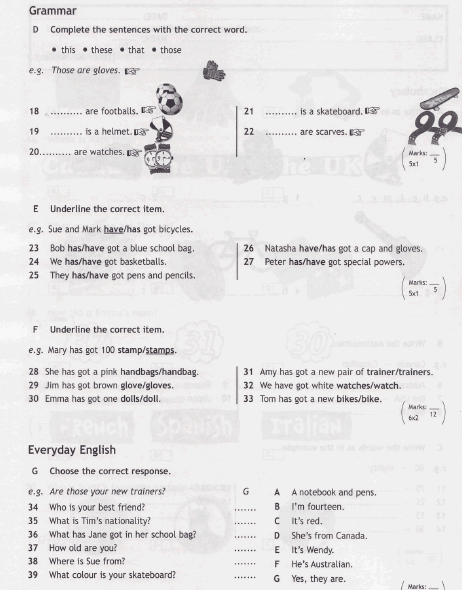 Grammar
D Complete the sentences with the correct word.
• this • these • that • those
e.g. Those are gloves.
18 .......... are footballs.
19 .......... is a helmet.
20.......... are watches.
21 .......... is a skateboard.
22 .......... are scarves.
Marks: __
5x1 5
E Underline the correct item.
e.g. Sue and Mark have/has got bicycles.
23 Bob has/have got a blue school bag.
24 We has/have got basketballs.
25 They has/have got pens and pencils.
26 Natasha have/has got a cap and gloves.
27 Peter has/have got special powers.
Marks: __
5x1 5
F Underline the correct item.
e.g. Mary has got 100 stamp/stamps.
28 She has got a pink handbags/handbag.
29 Jim has got brown glove/gloves.
30 Emma has got one dolls/doll.
31 Amy has got a new pair of trainer/trainers.
32 We have got white watches/watch.
33 Tom has got a new bikes/bike.
Marks: __
6x2 12
Everyday English
G Choose the correct response.
e.g. Are those your new trainers? G
34 Who is your best friend? .......
35 What is Tim's nationality? .......
36 What has Jane got in her school bag? .......
37 How old are you? .......
38 Where is Sue from? .......
39 What colour is your skateboard? .......
A A notebook and pens.
B I'm fourteen.
C It's red.
D She's from Canada.
E It's Wendy.
F He's Australian.
G Yes, they are.
Marks: __